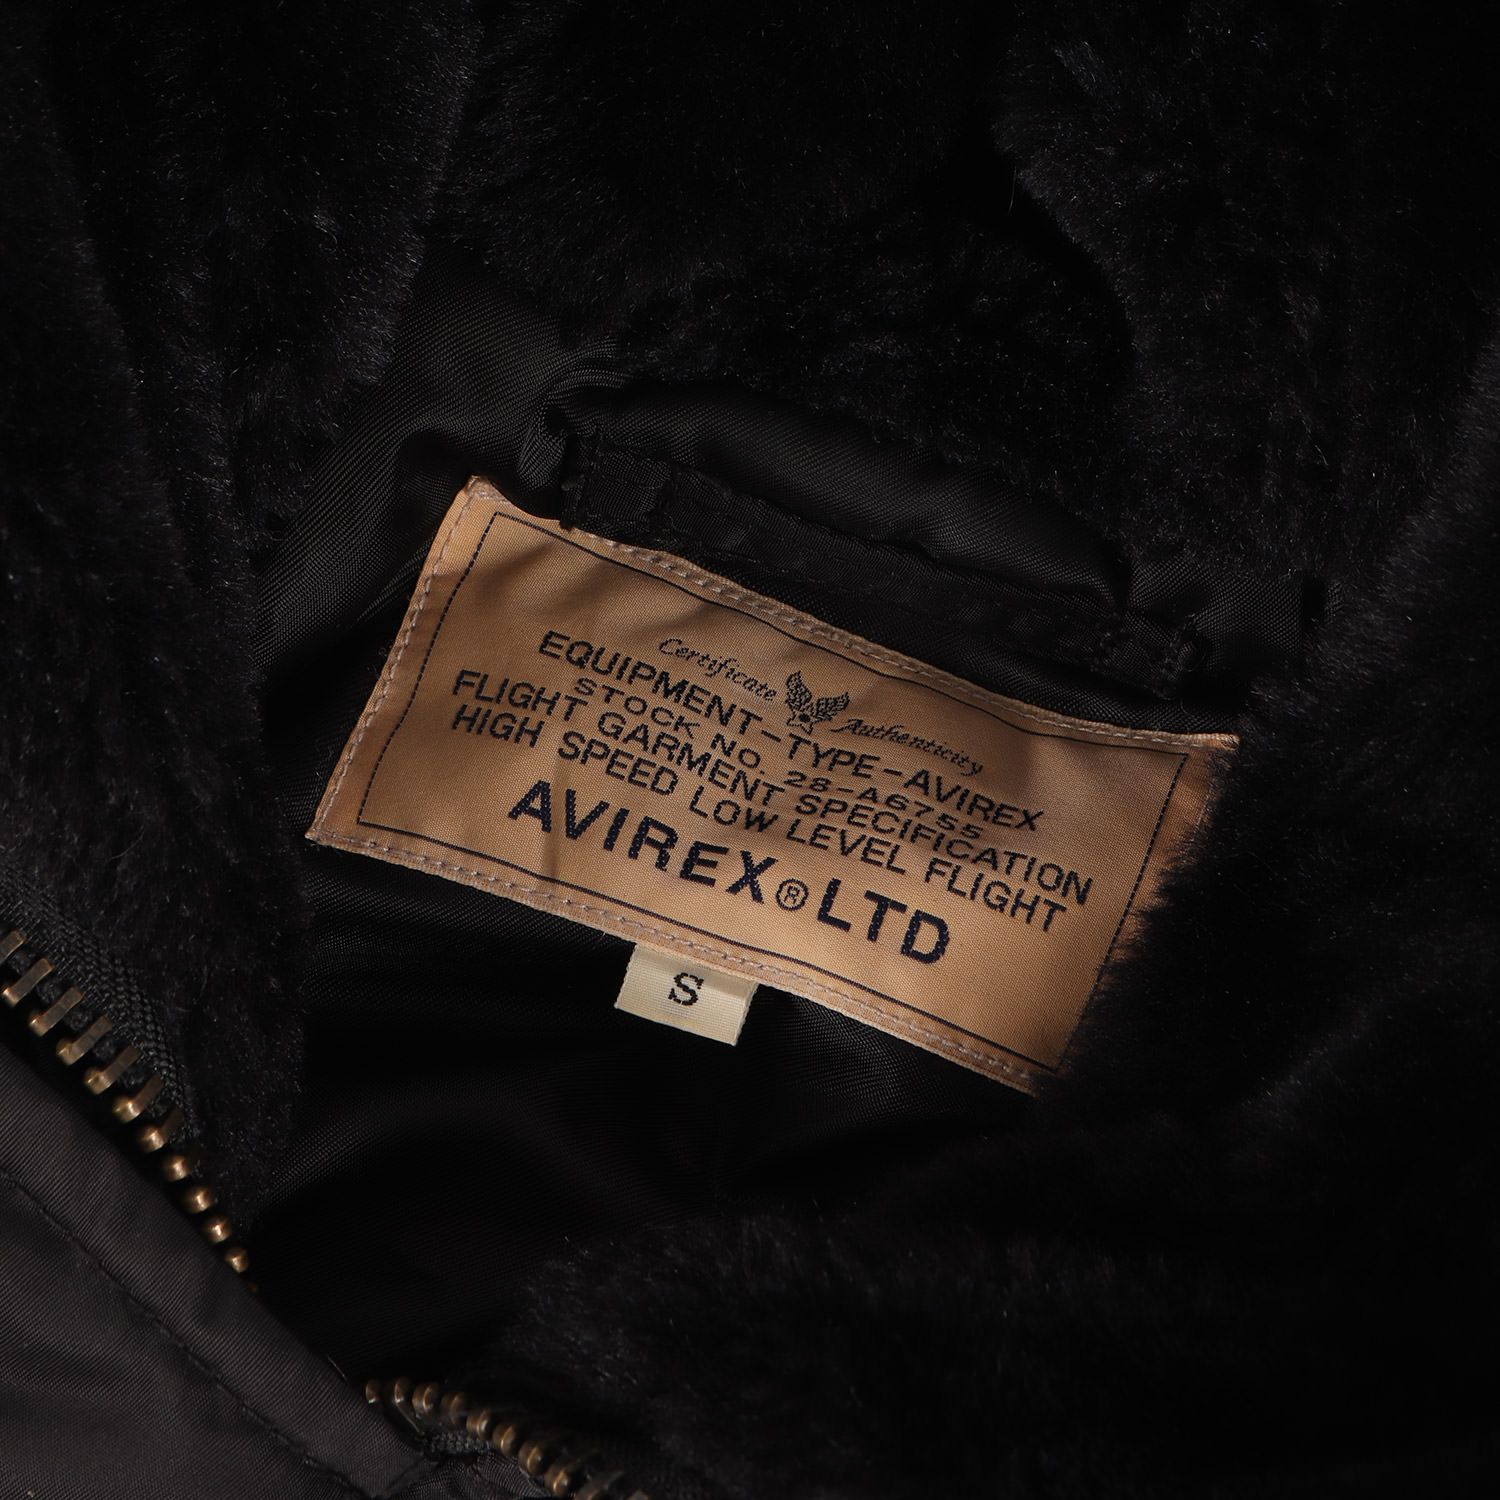 Certificate Authenticity
EQUIPMENT-TYPE-AVIREX
STOCK NO. 28-A6755
FLIGHT GARMENT SPECIFICATION
HIGH SPEED LOW LEVEL FLIGHT
AVIREX® LTD
S